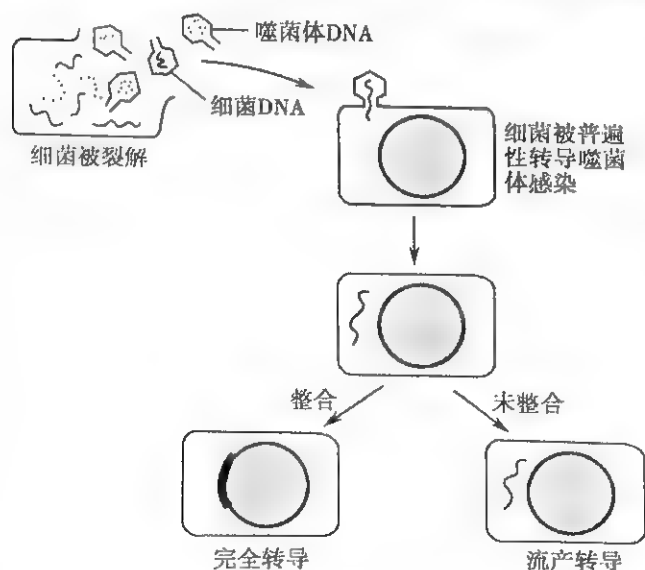 噬菌体DNA
细菌DNA
细菌被裂解
细菌被普遍
性转导噬菌
体感染
整合
未整合
完全转导
流产转导